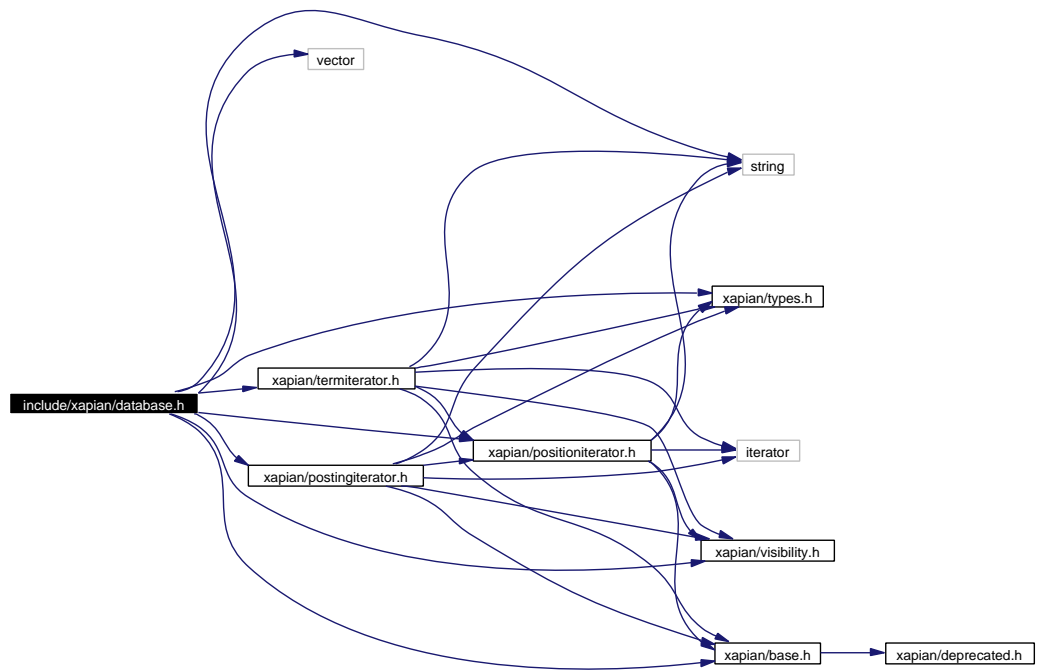 vector
string
xapian/types.h
xapian/termiterator.h
include/xapian/database.h
xapian/positioniterator.h
iterator
xapian/postingiterator.h
xapian/visibility.h
xapian/base.h
xapian/deprecated.h